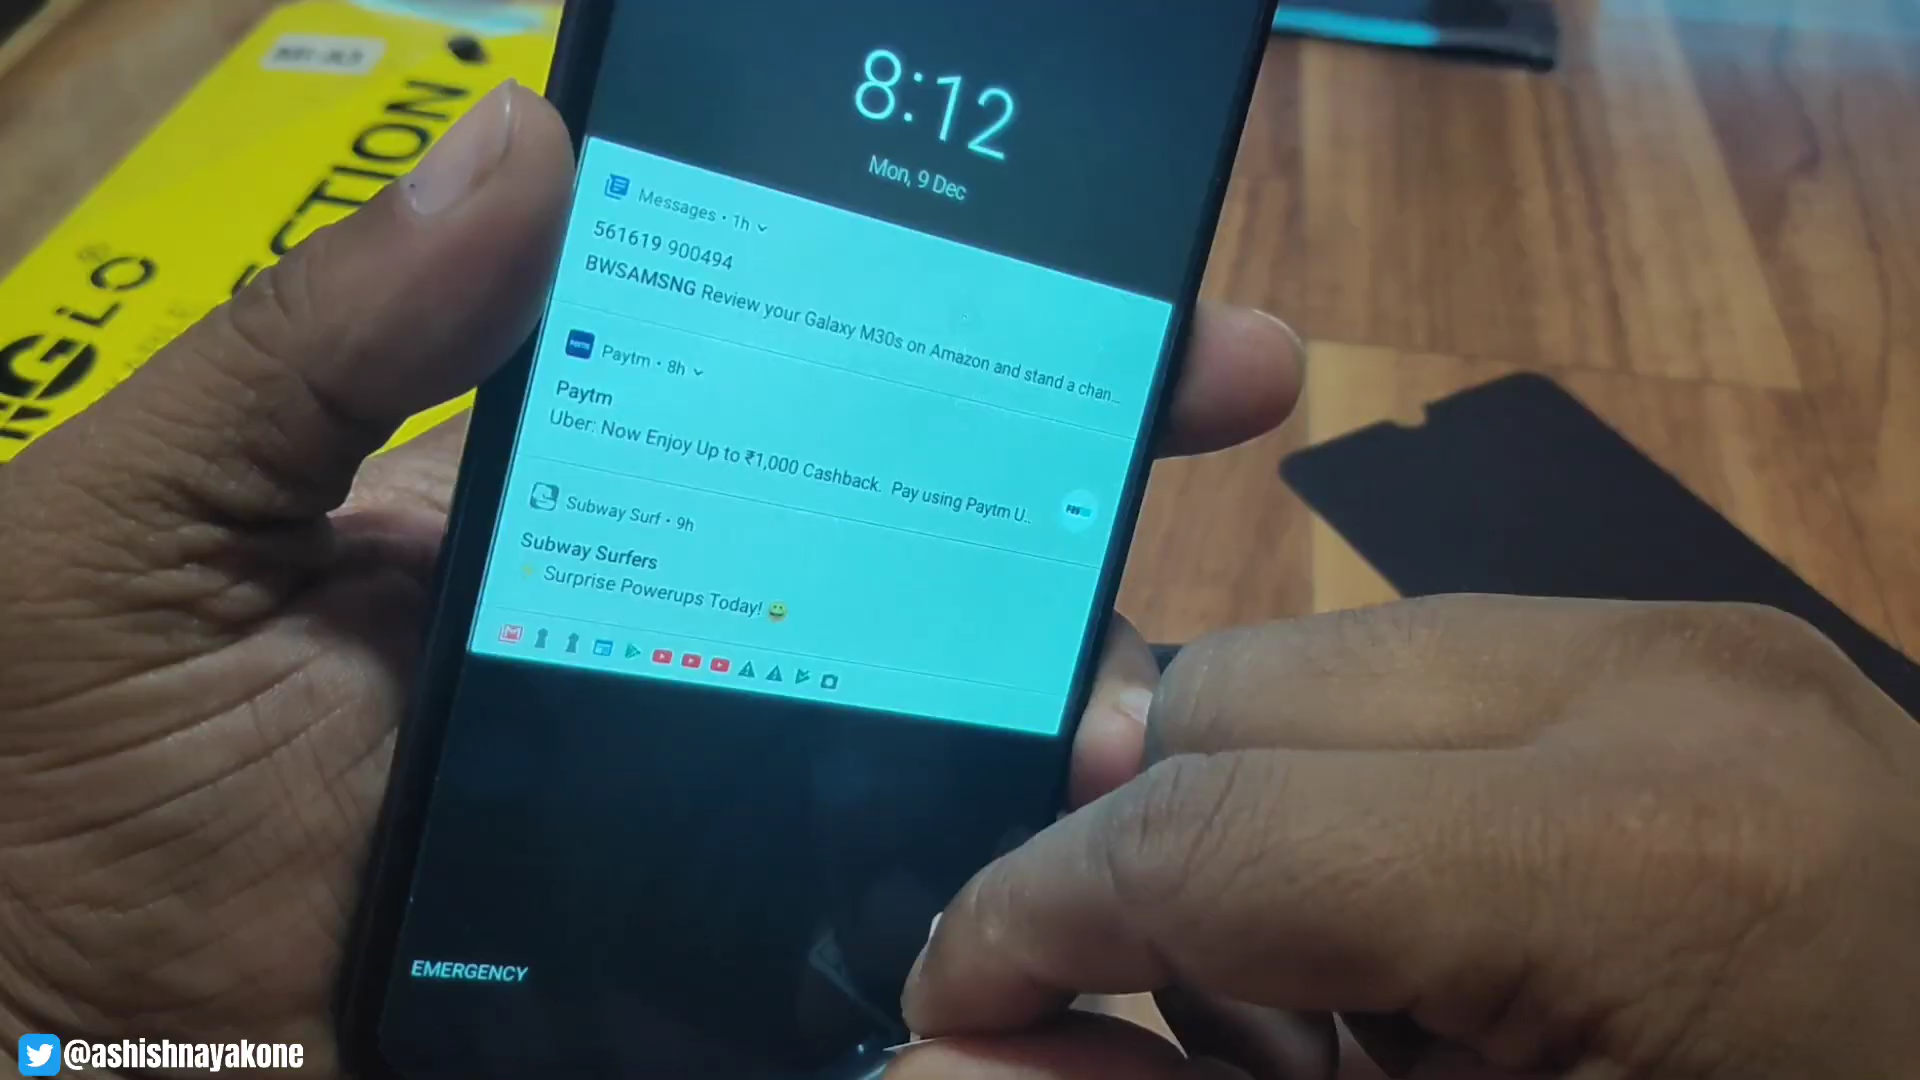 8:12
Mon, 9 Dec
Messages • 1h
561619 900494
BWSAMSNG Review your Galaxy M30s on Amazon and stand a chan...
Paytm • 8h
Paytm
Uber: Now Enjoy Up to ₹1,000 Cashback. Pay using Paytm U..
Subway Surf • 9h
Subway Surfers
Surprise Powerups Today! 😀
EMERGENCY
@ashishnayakone